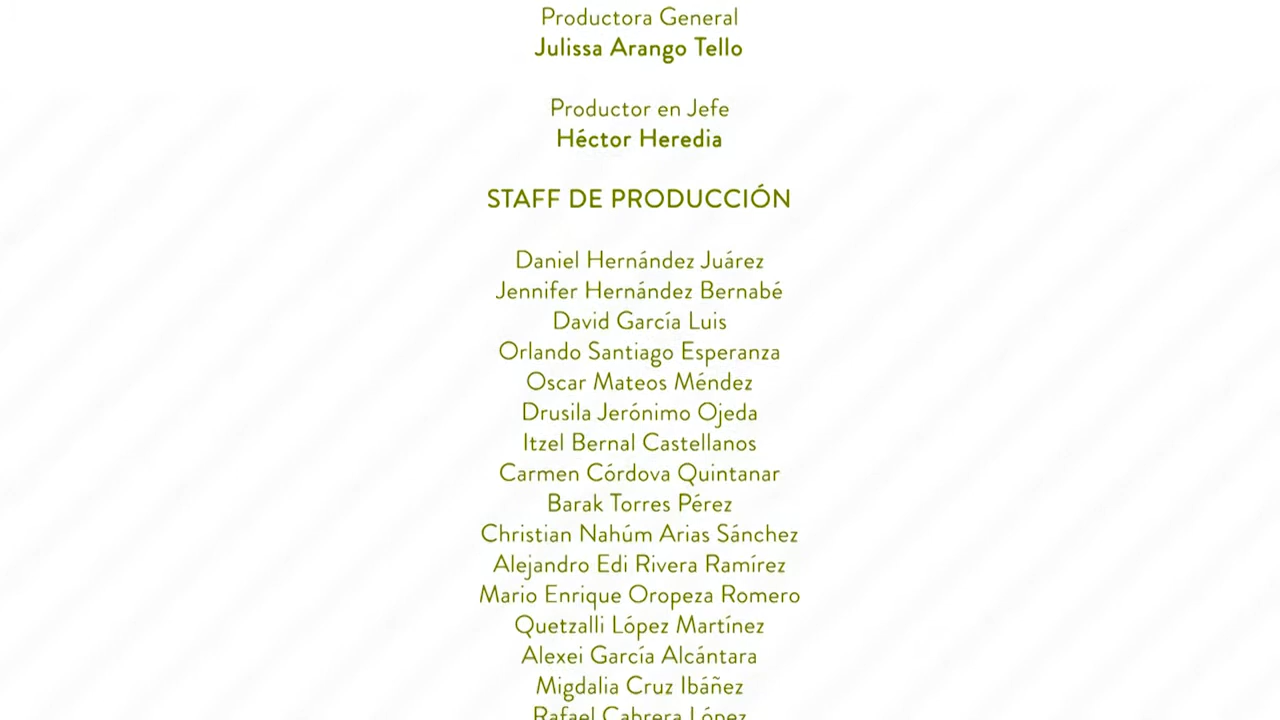 Productora General
Julissa Arango Tello
Productor en Jefe
Héctor Heredia
STAFF DE PRODUCCIÓN
Daniel Hernández Juárez
Jennifer Hernández Bernabé
David García Luis
Orlando Santiago Esperanza
Oscar Mateos Méndez
Drusila Jerónimo Ojeda
Itzel Bernal Castellanos
Carmen Córdova Quintanar
Barak Torres Pérez
Christian Nahúm Arias Sánchez
Alejandro Edi Rivera Ramírez
Mario Enrique Oropeza Romero
Quetzalli López Martínez
Alexei García Alcántara
Migdalia Cruz Ibáñez
Rafael Cabrera López